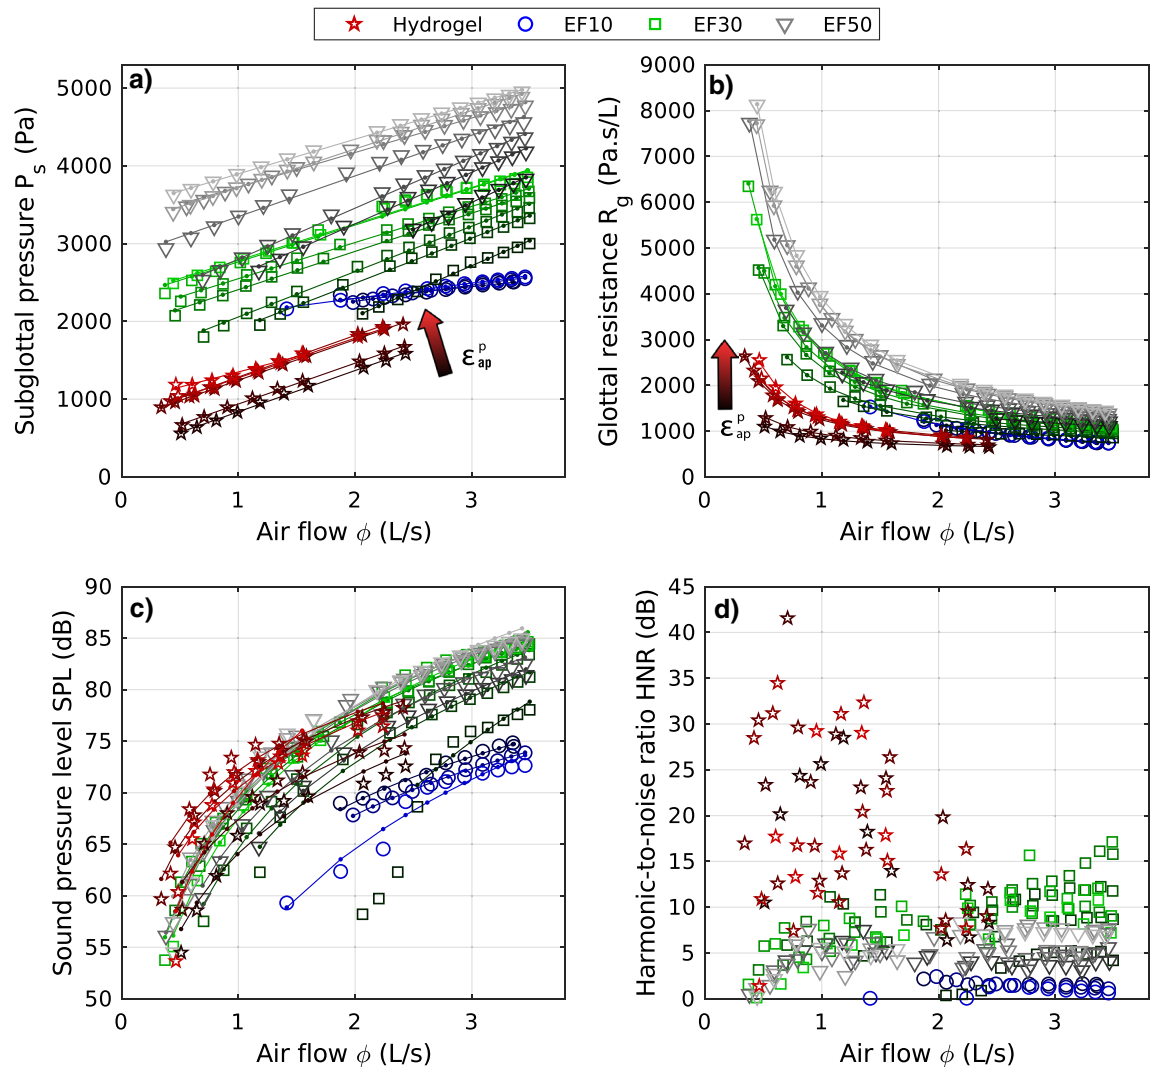 Hydrogel EF10 EF30 EF50
a)
Subglottal pressure P_s (Pa)
5000
4000
3000
2000
1000
0
0 1 2 3
Air flow ϕ (L/s)
ε_ap^p
b)
Glottal resistance R_g (Pa.s/L)
9000
8000
7000
6000
5000
4000
3000
2000
1000
0
0 1 2 3
Air flow ϕ (L/s)
ε_ap^p
c)
Sound pressure level SPL (dB)
90
85
80
75
70
65
60
55
50
0 1 2 3
Air flow ϕ (L/s)
d)
Harmonic-to-noise ratio HNR (dB)
45
40
35
30
25
20
15
10
5
0
0 1 2 3
Air flow ϕ (L/s)